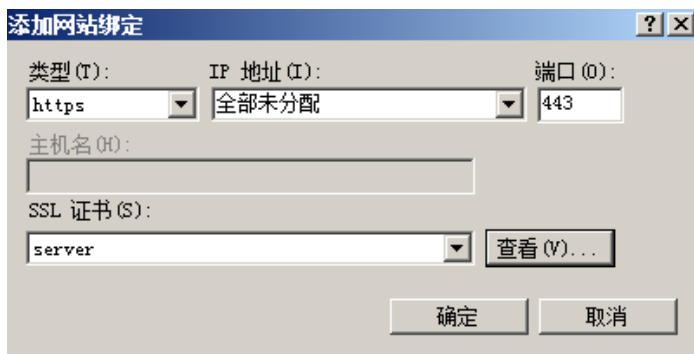 添加网站绑定
类型(T): IP 地址(I): 端口(O):
https 全部未分配 443
主机名(H):
SSL 证书(S):
server 查看(V)...
确定 取消